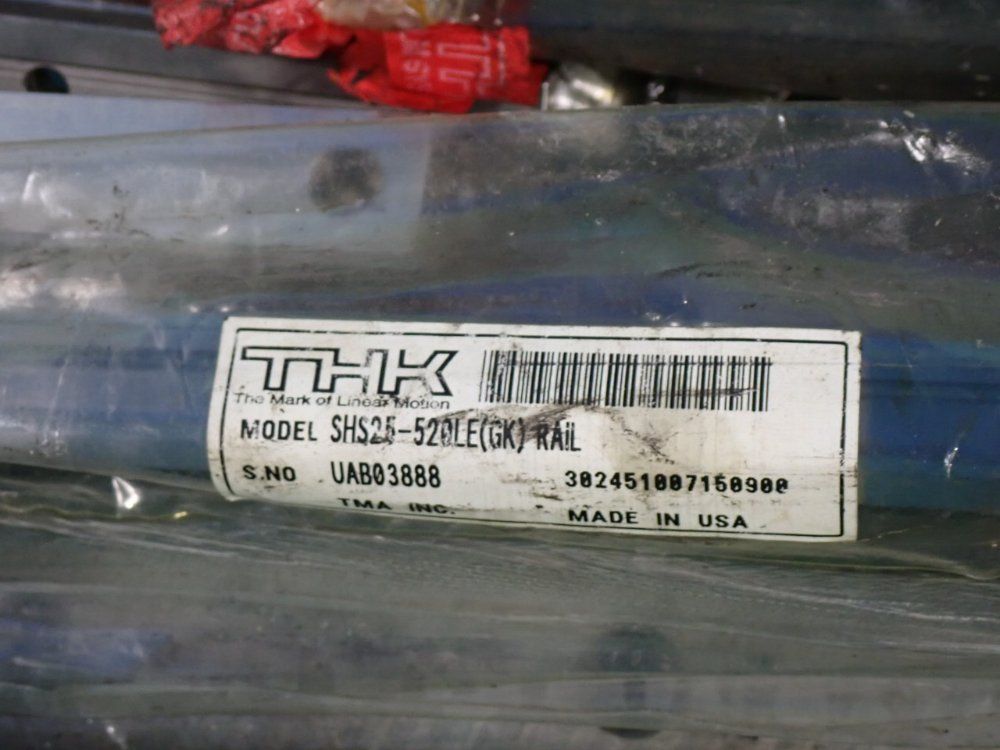 THK
The Mark of Linear Motion
MODEL SHS25-520LE(GK) RAIL
S.NO UAB03888 302451007150900
TMA INC. MADE IN USA